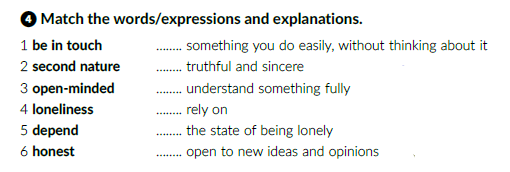 4 Match the words/expressions and explanations.
1 be in touch ........ something you do easily, without thinking about it
2 second nature ........ truthful and sincere
3 open-minded ........ understand something fully
4 loneliness ........ rely on
5 depend ........ the state of being lonely
6 honest ........ open to new ideas and opinions